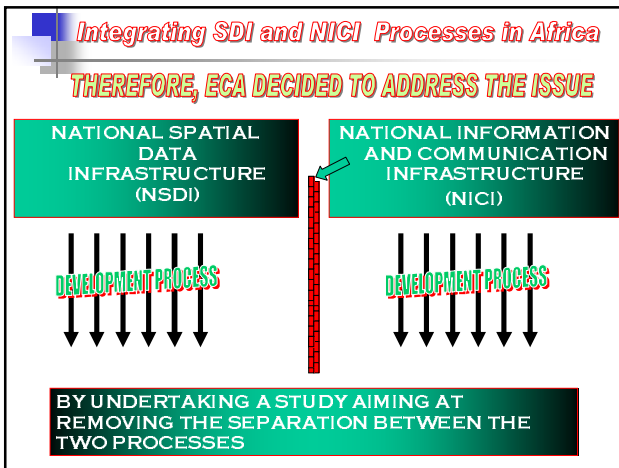 Integrating SDI and NICI Processes in Africa
THEREFORE, ECA DECIDED TO ADDRESS THE ISSUE
NATIONAL SPATIAL
DATA
INFRASTRUCTURE
(NSDI)
NATIONAL INFORMATION
AND COMMUNICATION
INFRASTRUCTURE
(NICI)
DEVELOPMENT PROCESS
DEVELOPMENT PROCESS
BY UNDERTAKING A STUDY AIMING AT
REMOVING THE SEPARATION BETWEEN THE
TWO PROCESSES